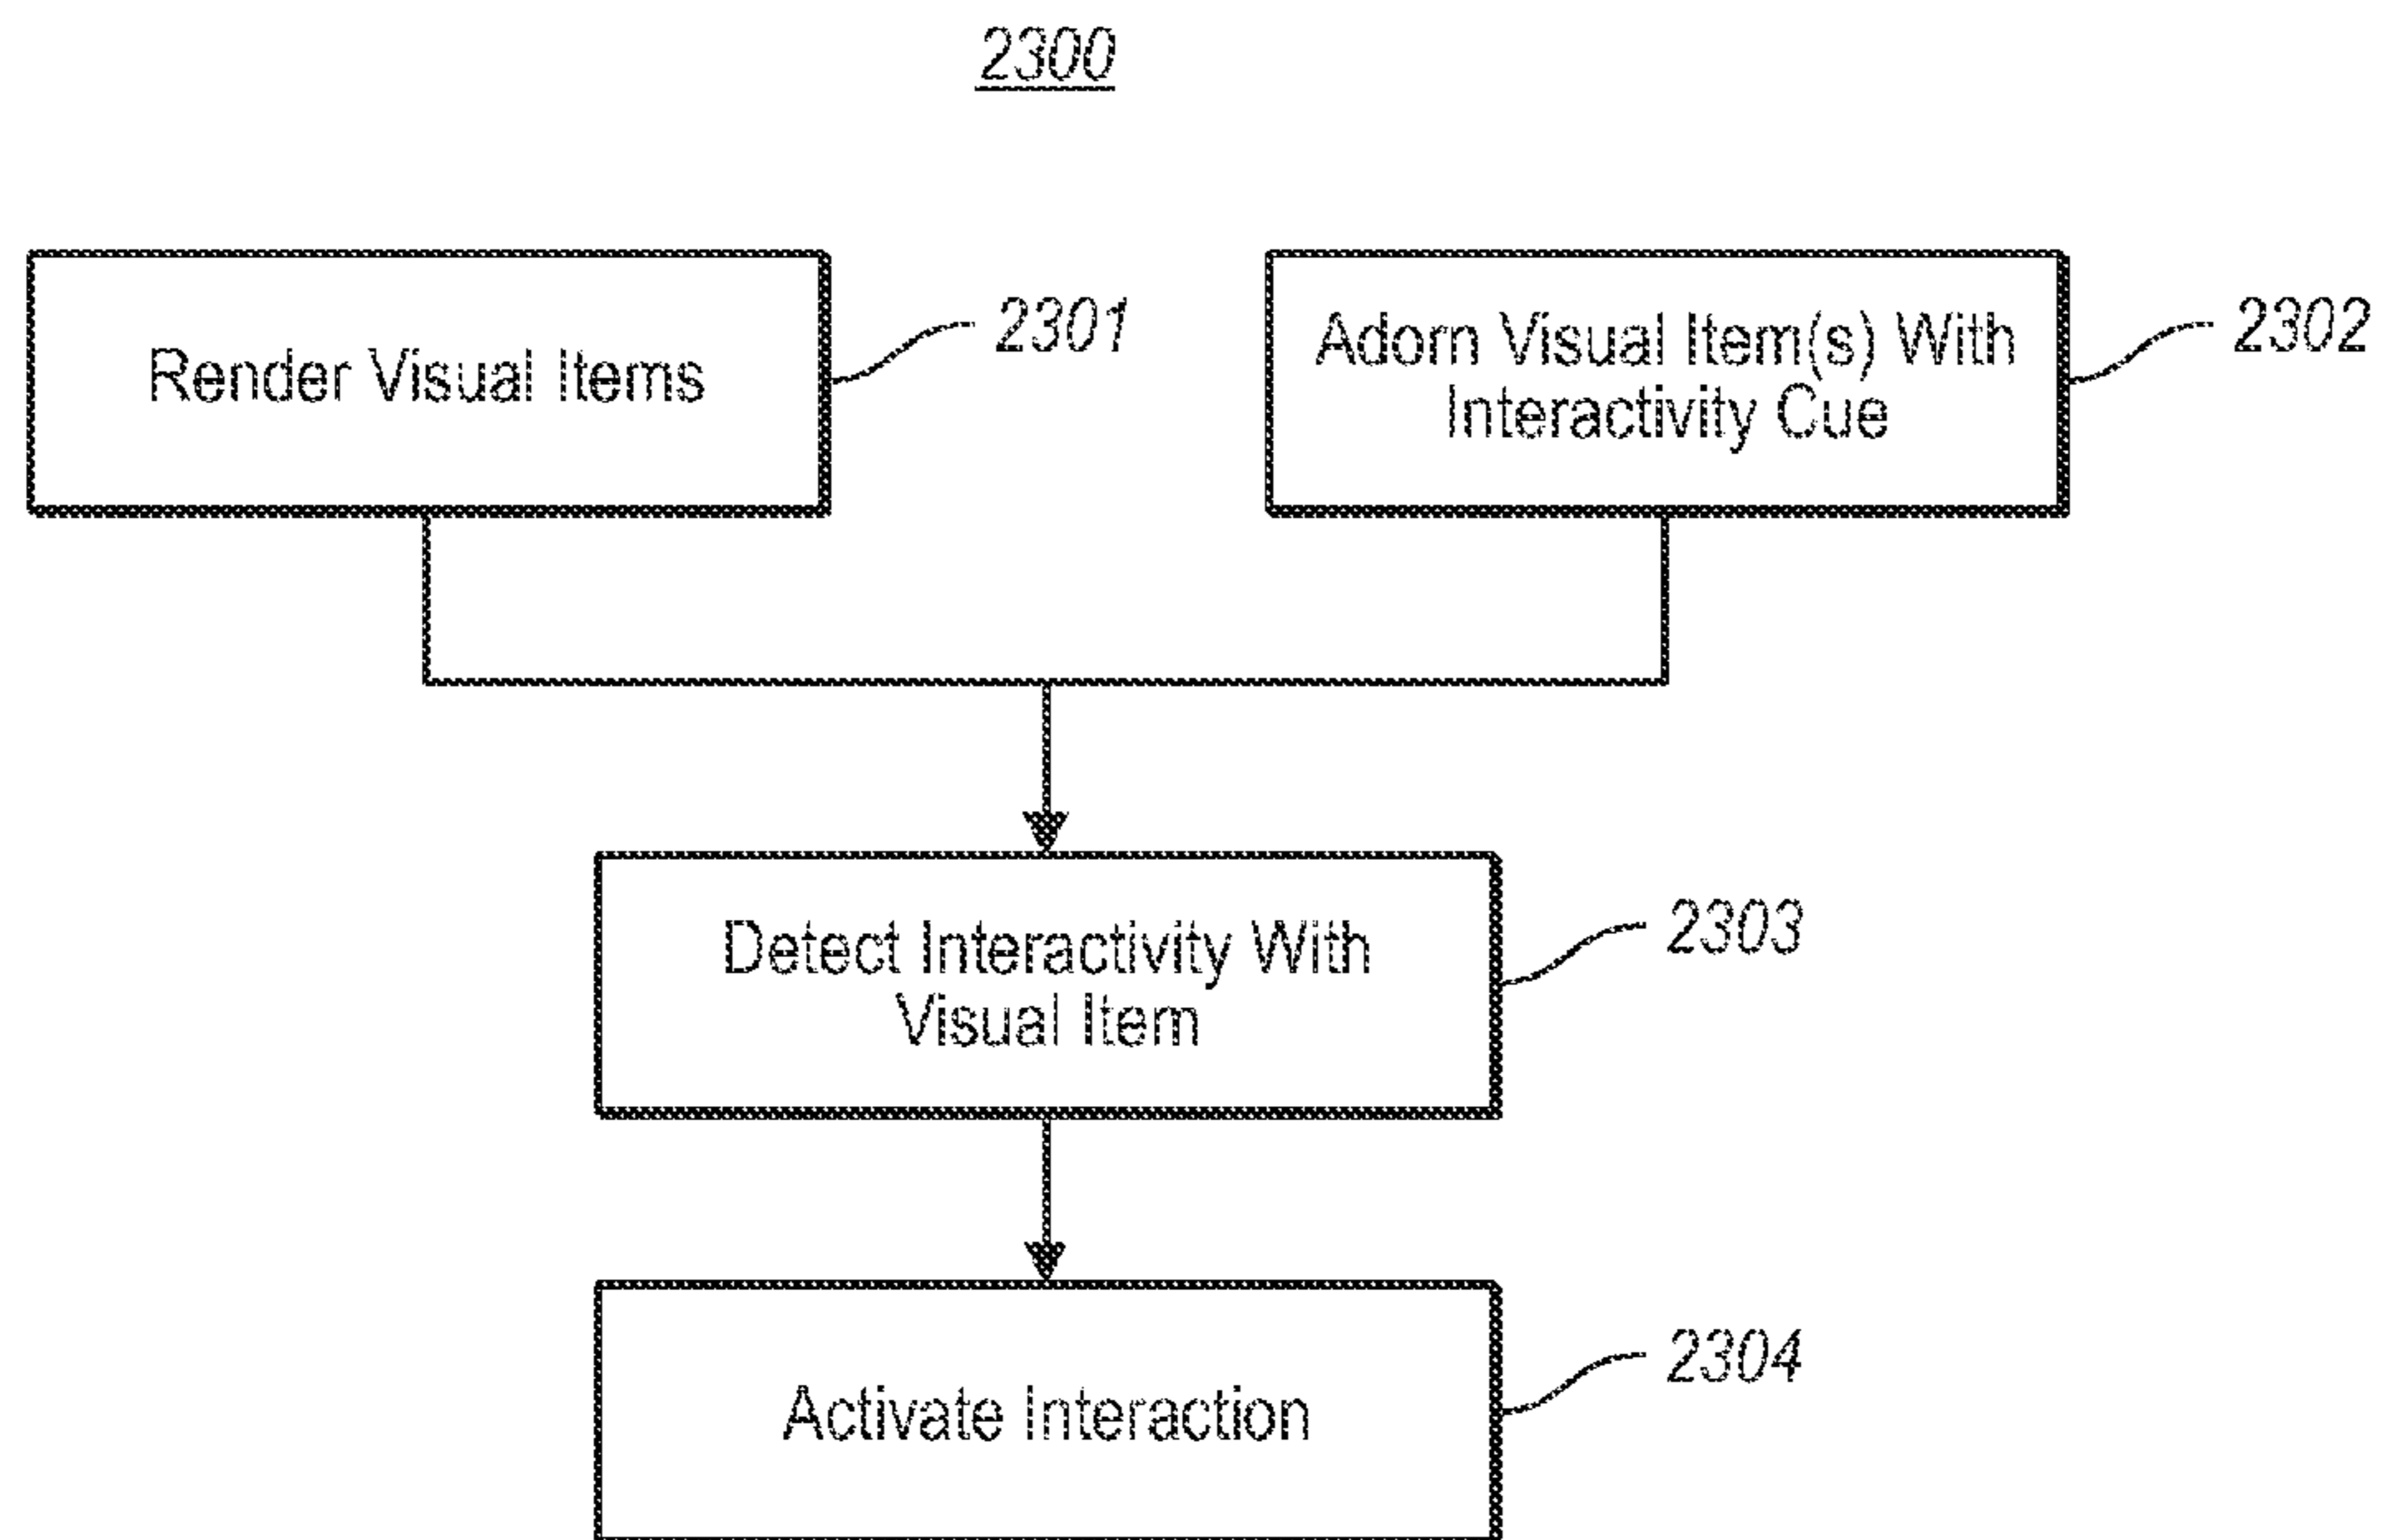 2300
Render Visual Items
2301
Adorn Visual Item(s) With
Interactivity Cue
2302
Detect Interactivity With
Visual Item
2303
Activate Interaction
2304